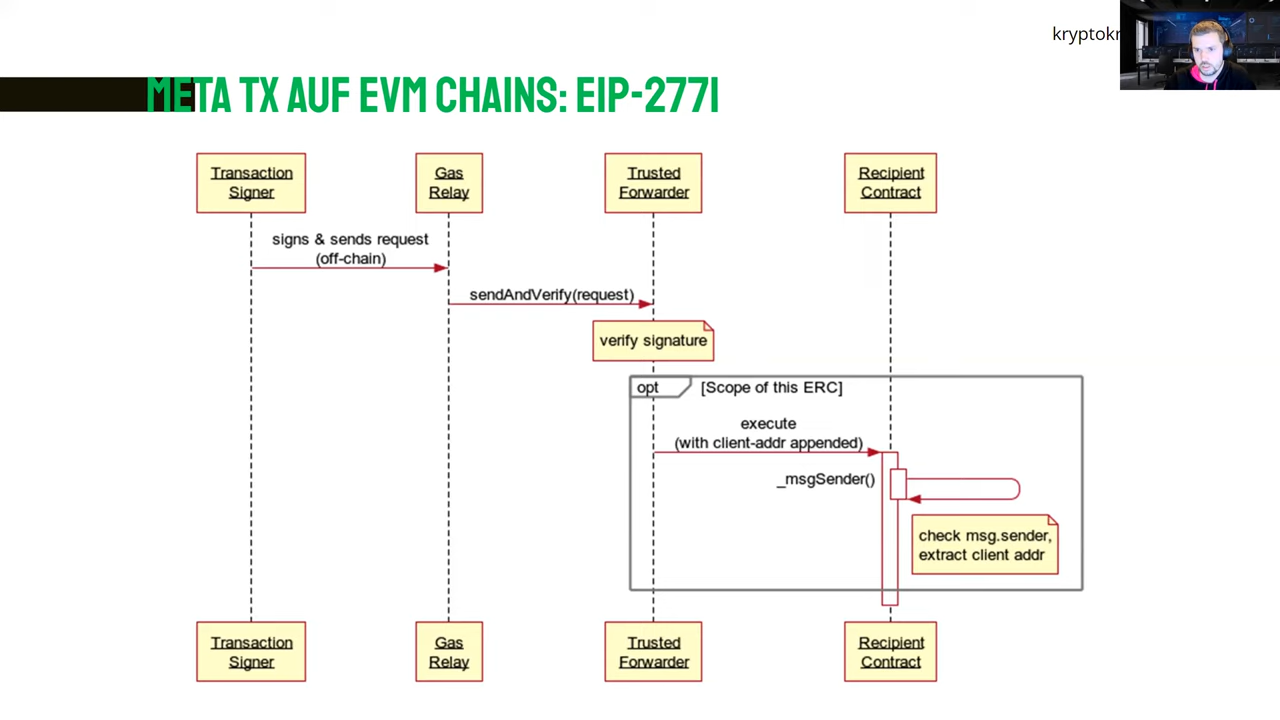 kryptokr
META TX AUF EVM CHAINS: EIP-2771
Transaction
Signer
Gas
Relay
Trusted
Forwarder
Recipient
Contract
signs & sends request
(off-chain)
sendAndVerify(request)
verify signature
opt
[Scope of this ERC]
execute
(with client-addr appended)
_msgSender()
check msg.sender,
extract client addr
Transaction
Signer
Gas
Relay
Trusted
Forwarder
Recipient
Contract